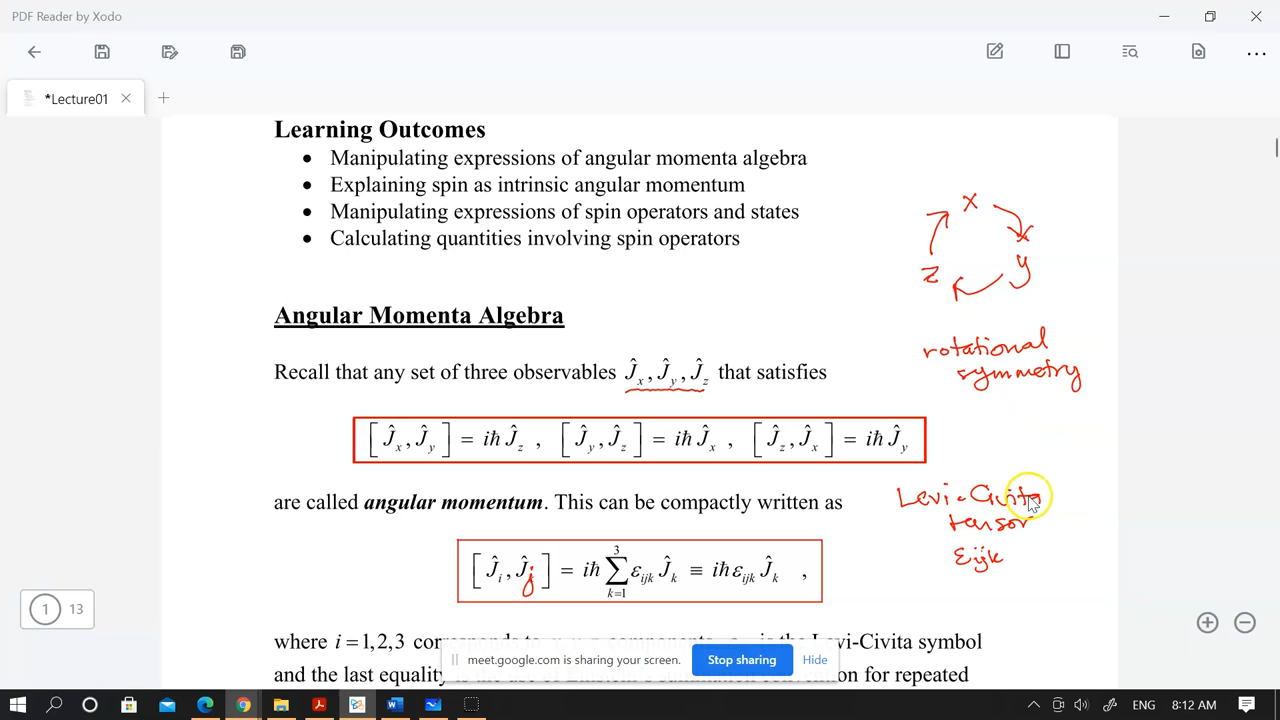 PDF Reader by Xodo
*Lecture01
Learning Outcomes
• Manipulating expressions of angular momenta algebra
• Explaining spin as intrinsic angular momentum
• Manipulating expressions of spin operators and states
• Calculating quantities involving spin operators
x
y
z
Angular Momenta Algebra
rotational
symmetry
Recall that any set of three observables Ĵx, Ĵy, Ĵz that satisfies
[Ĵx, Ĵy] = iħĴz , [Ĵy, Ĵz] = iħĴx , [Ĵz, Ĵx] = iħĴy
are called angular momentum. This can be compactly written as
Levi-Civita
tensor
εijk
[Ĵi, Ĵj] = iħ ∑k=1^3 εijk Ĵk ≡ iħεijk Ĵk ,
1 13
where i = 1,2,3 is the Levi-Civita symbol
and the last equality convention for repeated
meet.google.com is sharing your screen. Stop sharing Hide
ENG 8:12 AM